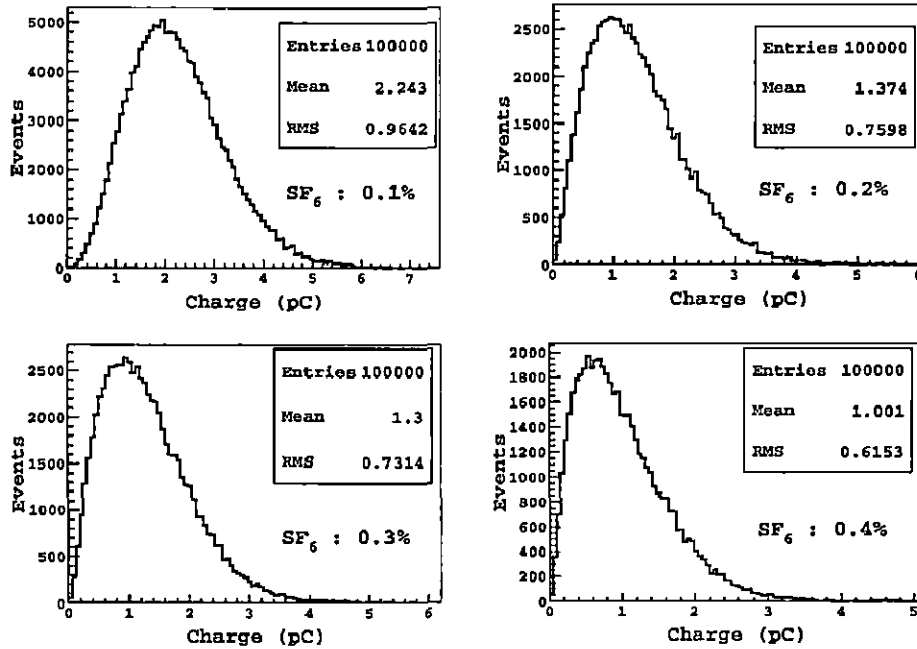 5000
4000
3000
2000
1000
0
Events
Entries 100000
Mean 2.243
RMS 0.9642
SF6 : 0.1%
0 1 2 3 4 5 6 7
Charge (pC)
2500
2000
1500
1000
500
0
Events
Entries 100000
Mean 1.374
RMS 0.7598
SF6 : 0.2%
0 1 2 3 4 5 6
Charge (pC)
2500
2000
1500
1000
500
0
Events
Entries 100000
Mean 1.3
RMS 0.7314
SF6 : 0.3%
0 1 2 3 4 5 6
Charge (pC)
2000
1800
1600
1400
1200
1000
800
600
400
200
0
Events
Entries 100000
Mean 1.001
RMS 0.6153
SF6 : 0.4%
0 1 2 3 4 5
Charge (pC)